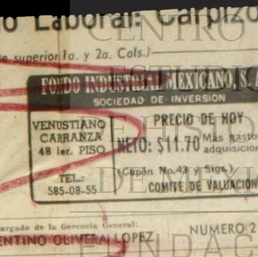 io Laboral: Carpizo
e superior 1a. y 2a. Cols.)
FONDO INDUSTRIAL MEXICANO, S. A.
SOCIEDAD DE INVERSION
VENUSTIANO
CARRANZA
48 1er. PISO
TEL:
585-08-55
PRECIO DE HOY
NETO: $11.70 Más gastos
adquisición
(Cupón No. 43 y Sigs.)
COMITE DE VALUACION
argado de la Gerencia General:
ENTINO OLIVERA LOPEZ
NUMERO 2
CENTRO